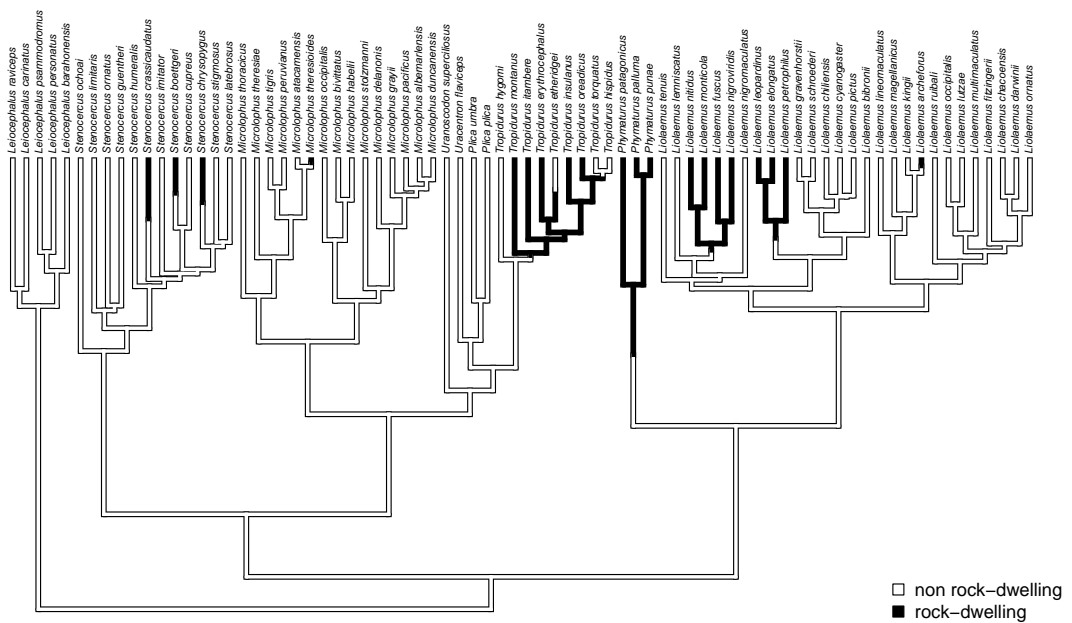 Leiocephalus raviceps
Leiocephalus carinatus
Leiocephalus psammodromus
Leiocephalus personatus
Leiocephalus barahonensis
Stenocercus ochoai
Stenocercus limitaris
Stenocercus ornatus
Stenocercus guentheri
Stenocercus humeralis
Stenocercus crassicaudatus
Stenocercus imitator
Stenocercus boettgeri
Stenocercus cupreus
Stenocercus chrysopygus
Stenocercus stigmosus
Stenocercus latebrosus
Microlophus thoracicus
Microlophus theresiae
Microlophus tigris
Microlophus peruvianus
Microlophus atacamensis
Microlophus theresioides
Microlophus occipitalis
Microlophus bivittatus
Microlophus habelii
Microlophus stolzmanni
Microlophus delanonis
Microlophus grayii
Microlophus pacificus
Microlophus albemarlensis
Microlophus duncanensis
Uranoscodon superciliosus
Uracentron flaviceps
Plica umbra
Plica plica
Tropidurus hygomi
Tropidurus montanus
Tropidurus itambere
Tropidurus erythrocephalus
Tropidurus etheridgei
Tropidurus insulanus
Tropidurus oreadicus
Tropidurus torquatus
Tropidurus hispidus
Phymaturus patagonicus
Phymaturus palluma
Phymaturus punae
Liolaemus tenuis
Liolaemus lemniscatus
Liolaemus nitidus
Liolaemus monticola
Liolaemus fuscus
Liolaemus nigroviridis
Liolaemus nigromaculatus
Liolaemus leopardinus
Liolaemus elongatus
Liolaemus petrophilus
Liolaemus gravenhorstii
Liolaemus schroederi
Liolaemus chiliensis
Liolaemus cyanogaster
Liolaemus pictus
Liolaemus bibronii
Liolaemus lineomaculatus
Liolaemus magellanicus
Liolaemus kingii
Liolaemus archeforus
Liolaemus ruibali
Liolaemus occipitalis
Liolaemus lutzae
Liolaemus multimaculatus
Liolaemus fitzingerii
Liolaemus chacoensis
Liolaemus darwinii
Liolaemus ornatus
non rock−dwelling
rock−dwelling